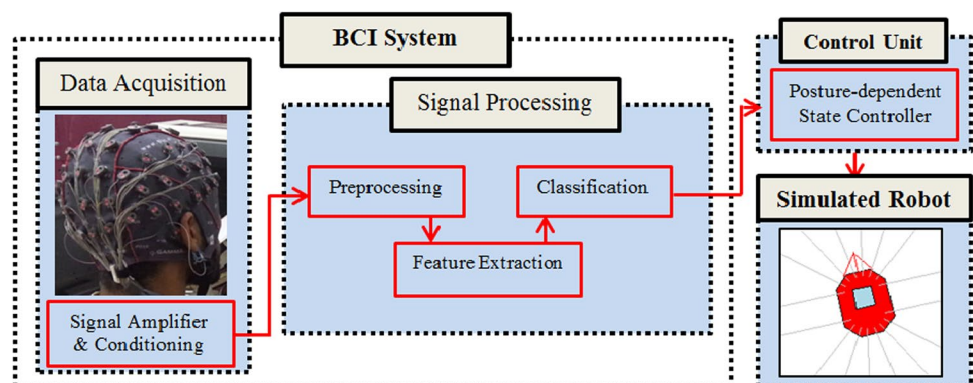 BCI System
Data Acquisition
Signal Amplifier
& Conditioning
Signal Processing
Preprocessing
Feature Extraction
Classification
Control Unit
Posture-dependent
State Controller
Simulated Robot